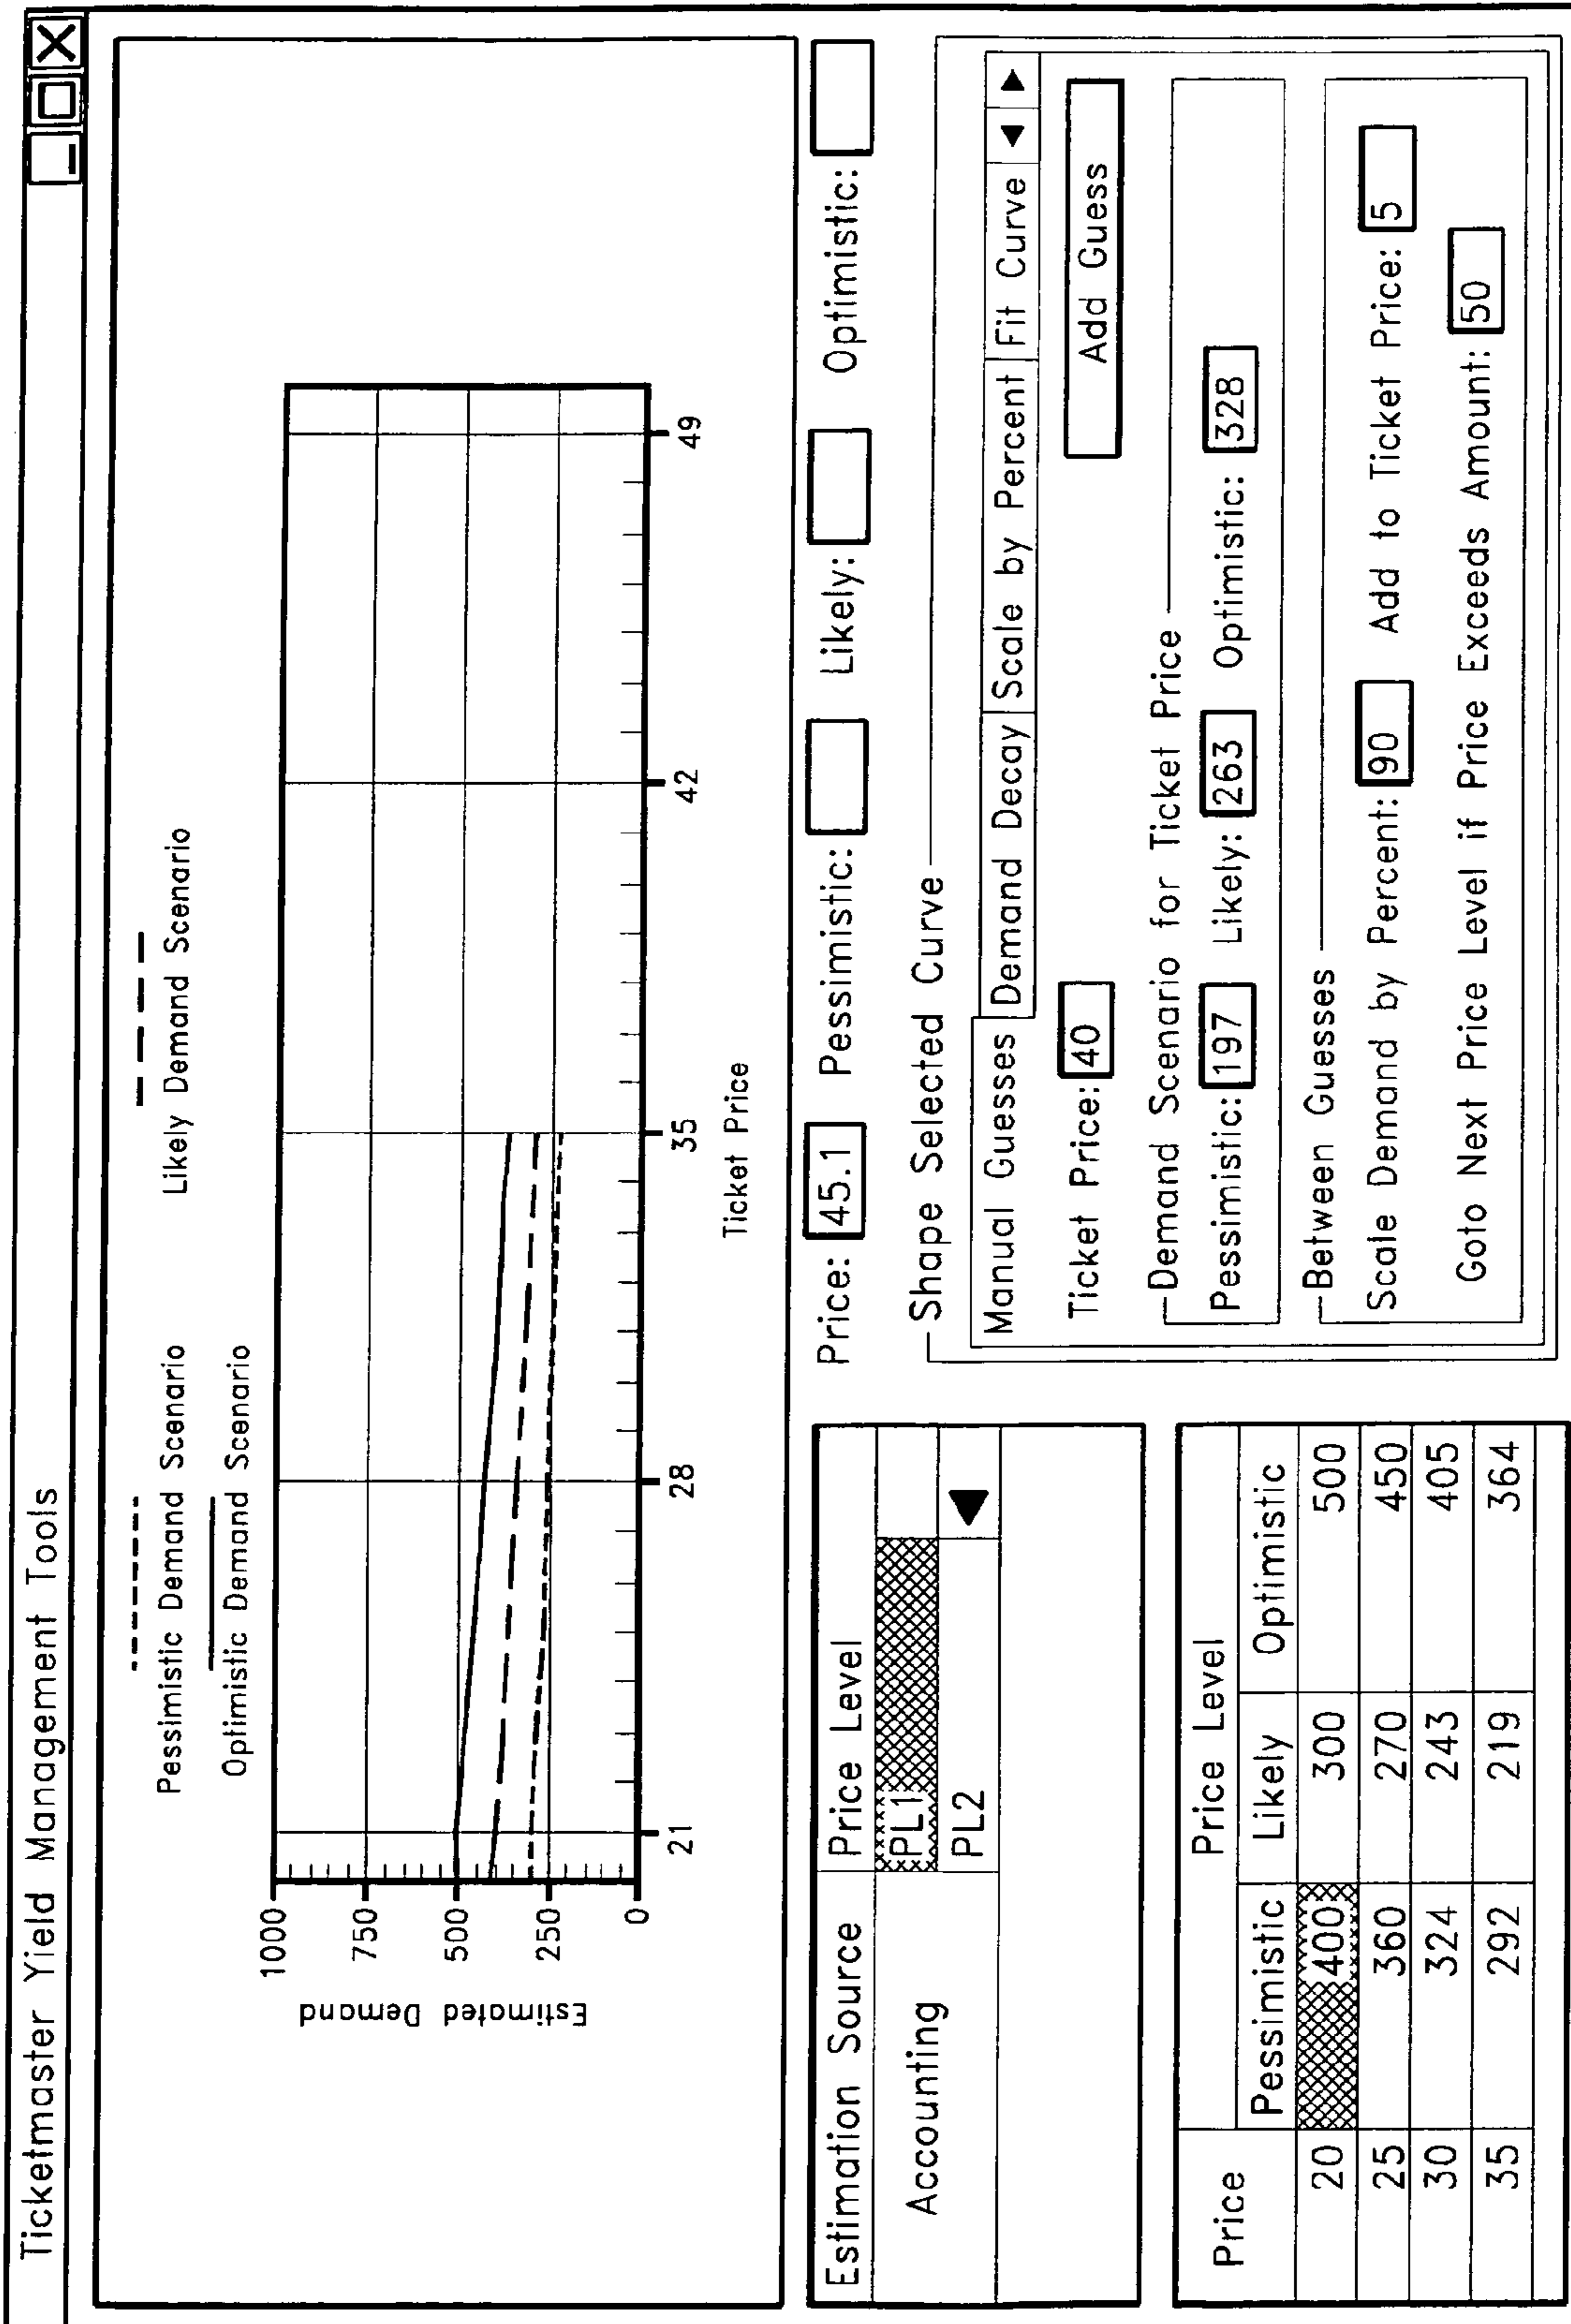 Ticketmaster Yield Management Tools
Pessimistic Demand Scenario
Likely Demand Scenario
Optimistic Demand Scenario
Estimated Demand
1000
750
500
250
0
21 28 35 42 49
Ticket Price
Price: 45.1 Pessimistic: Likely: Optimistic:
Estimation Source Price Level
Accounting PL1
PL2
Price Price Level
Pessimistic Likely Optimistic
20 400 300 500
25 360 270 450
30 324 243 405
35 292 219 364
Shape Selected Curve
Manual Guesses Demand Decay Scale by Percent Fit Curve
Ticket Price: 40 Add Guess
Demand Scenario for Ticket Price
Pessimistic: 197 Likely: 263 Optimistic: 328
Between Guesses
Scale Demand by Percent: 90 Add to Ticket Price: 5
Goto Next Price Level if Price Exceeds Amount: 50